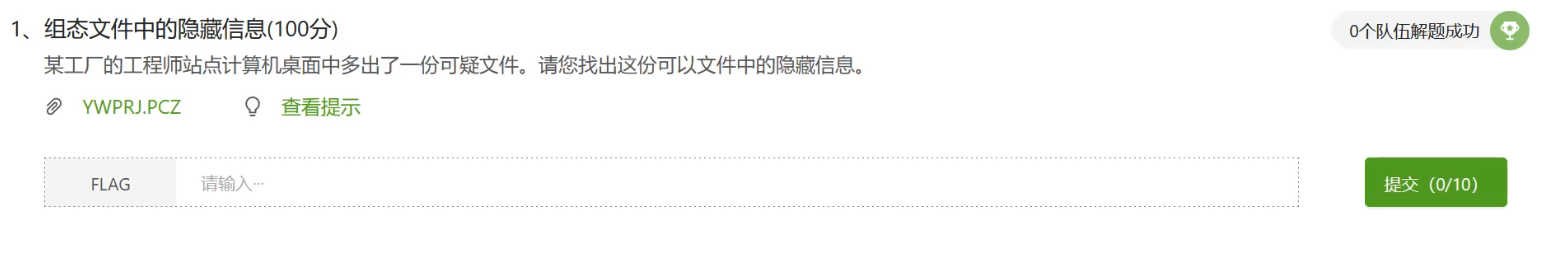 1、组态文件中的隐藏信息(100分)
0个队伍解题成功
某工厂的工程师站点计算机桌面中多出了一份可疑文件。请您找出这份可以文件中的隐藏信息。
YWPRJ.PCZ 查看提示
FLAG 请输入···
提交（0/10）